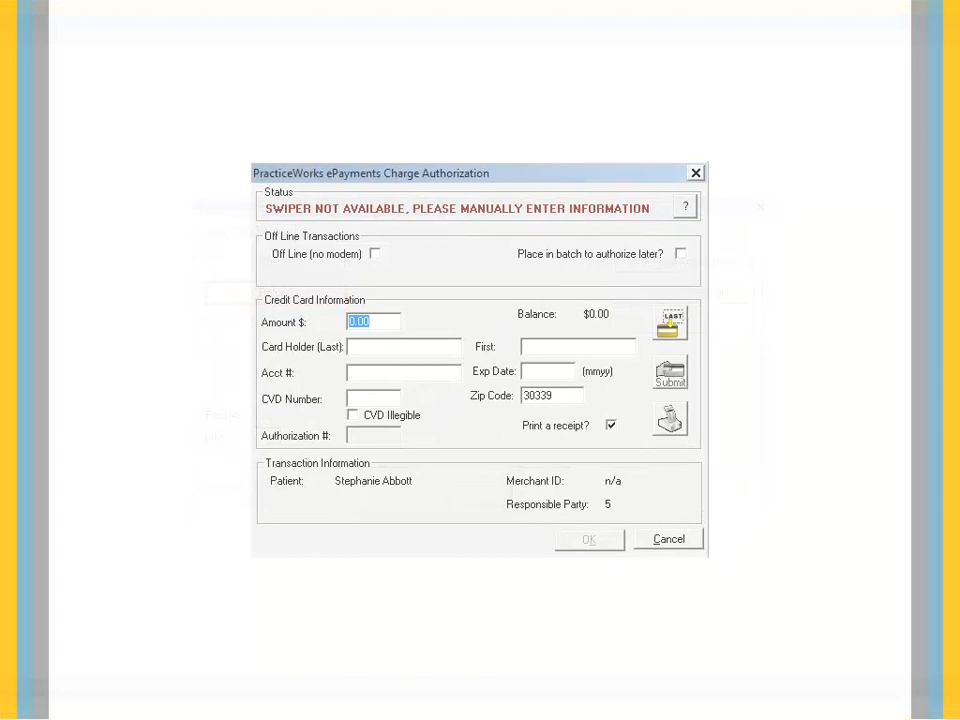 PracticeWorks ePayments Charge Authorization
Status
SWIPER NOT AVAILABLE, PLEASE MANUALLY ENTER INFORMATION
?
Off Line Transactions
Off Line (no modem)
Place in batch to authorize later?
Credit Card Information
Amount $: 0.00
Balance: $0.00
LAST
Card Holder (Last):
First:
Acct #:
Exp Date: (mmyy)
Submit
CVD Number:
Zip Code: 30339
CVD Illegible
Print a receipt?
Authorization #:
Transaction Information
Patient: Stephanie Abbott
Merchant ID: n/a
Responsible Party: 5
OK
Cancel